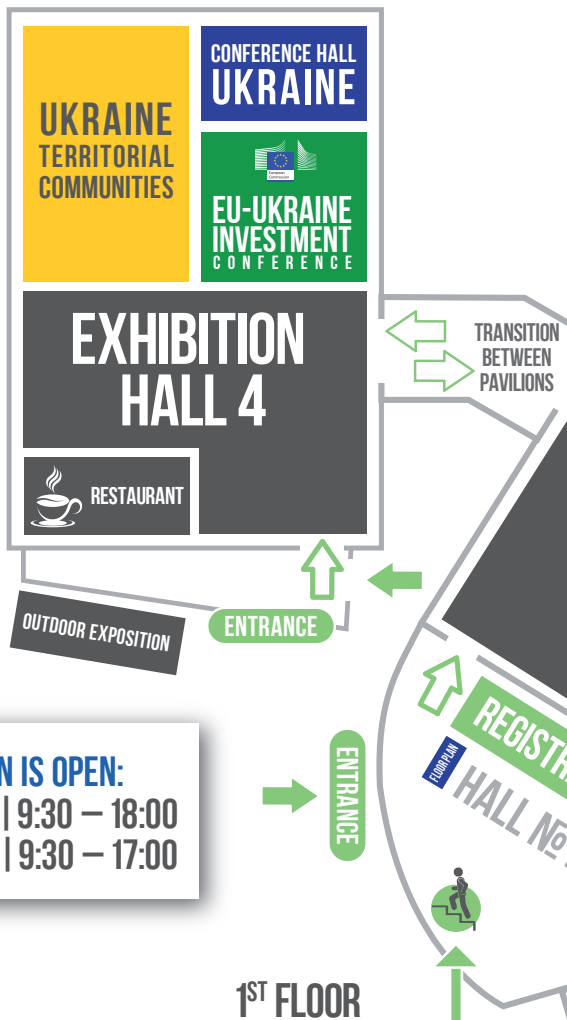 UKRAINE
TERRITORIAL
COMMUNITIES
CONFERENCE HALL
UKRAINE
European
Commission
EU-UKRAINE
INVESTMENT
CONFERENCE
EXHIBITION
HALL 4
TRANSITION
BETWEEN
PAVILIONS
RESTAURANT
OUTDOOR EXPOSITION
ENTRANCE
N IS OPEN:
| 9:30 – 18:00
| 9:30 – 17:00
ENTRANCE
REGISTR
FLOOR PLAN
HALL №
1ST FLOOR